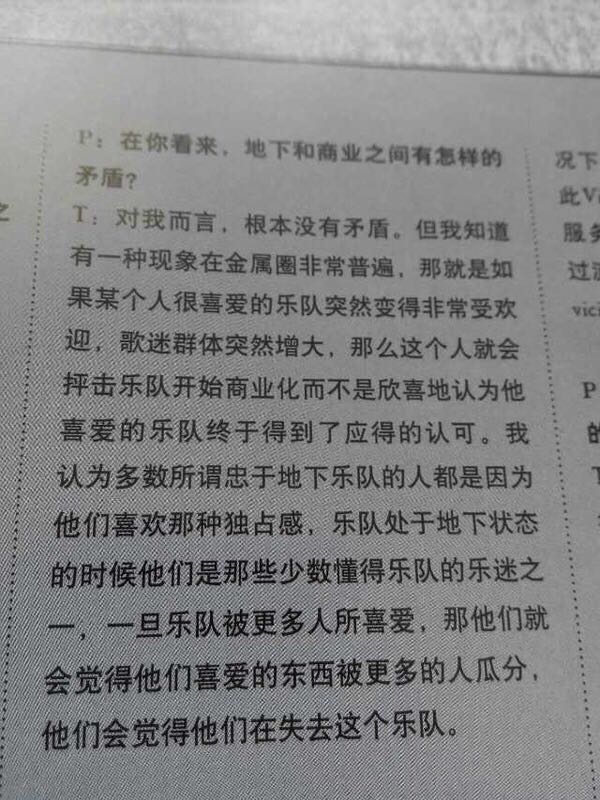 P：在你看来，地下和商业之间有怎样的
矛盾？
T：对我而言，根本没有矛盾。但我知道
有一种现象在金属圈非常普遍，那就是如
果某个人很喜爱的乐队突然变得非常受欢
迎，歌迷群体突然增大，那么这个人就会
抨击乐队开始商业化而不是欣喜地认为他
喜爱的乐队终于得到了应得的认可。我
认为多数所谓忠于地下乐队的人都是因为
他们喜欢那种独占感，乐队处于地下状态
的时候他们是那些少数懂得乐队的乐迷之
一，一旦乐队被更多人所喜爱，那他们就
会觉得他们喜爱的东西被更多的人瓜分，
他们会觉得他们在失去这个乐队。
之
况下
此V
服务
过
vici
P
的
T